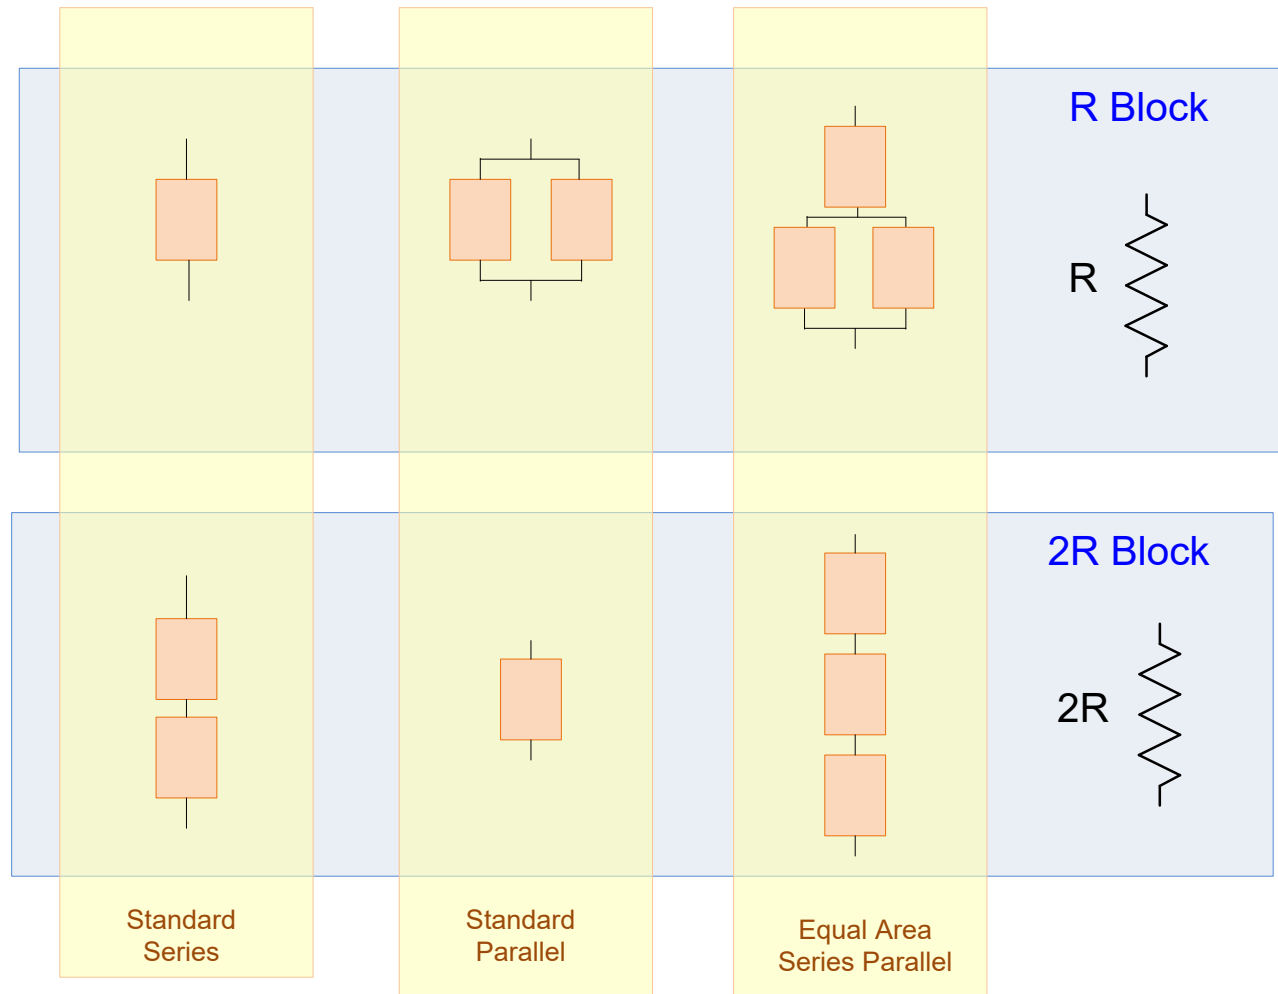 R Block
R
2R Block
2R
Standard
Series
Standard
Parallel
Equal Area
Series Parallel